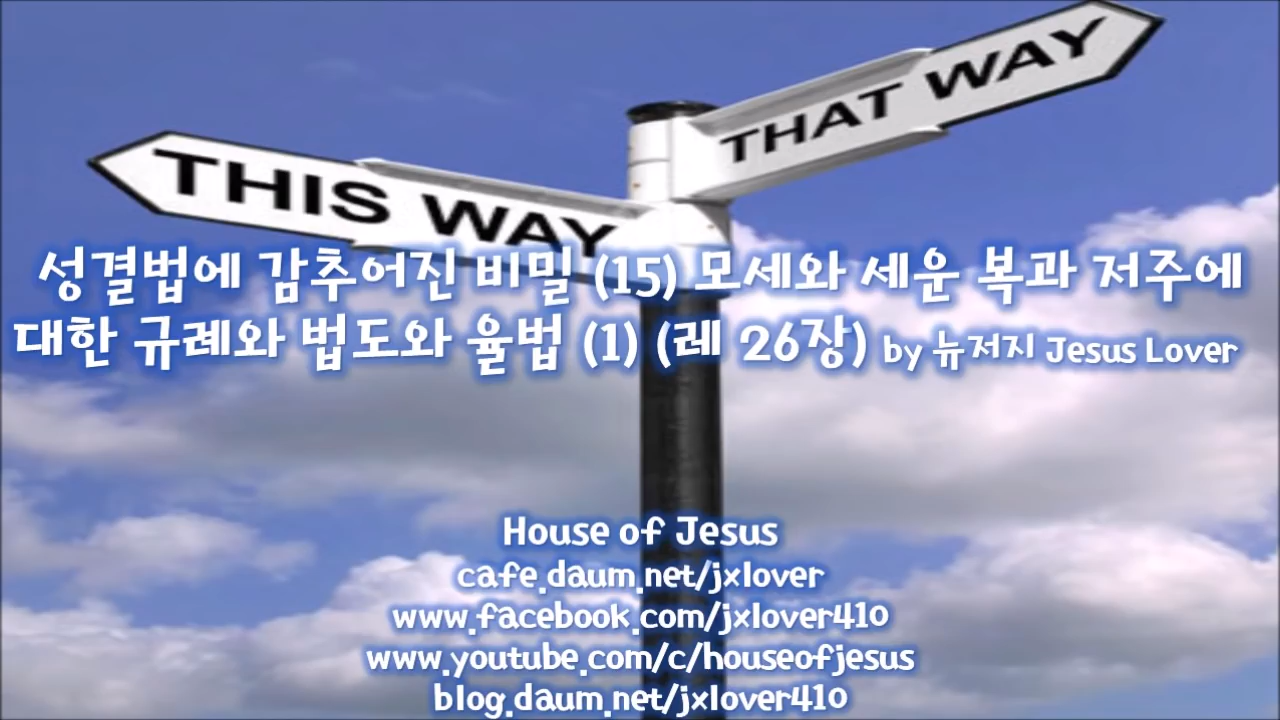 THAT WAY
THIS WAY
성결법에 감추어진 비밀 (15) 모세와 세운 복과 저주에
대한 규례와 법도와 율법 (1) (레 26장) by 뉴저지 Jesus Lover
House of Jesus
cafe.daum.net/jxlover
www.facebook.com/jxlover410
www.youtube.com/c/houseofjesus
blog.daum.net/jxlover410